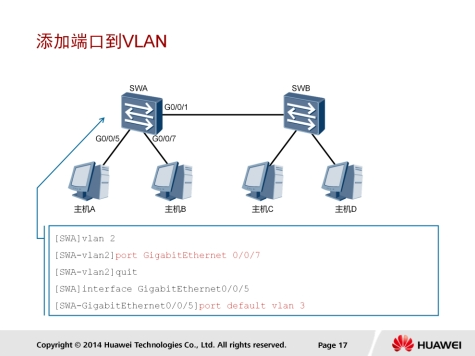 添加端口到VLAN
SWA
SWB
G0/0/1
G0/0/5
G0/0/7
主机A
主机B
主机C
主机D
[SWA]vlan 2
[SWA-vlan2]port GigabitEthernet 0/0/7
[SWA-vlan2]quit
[SWA]interface GigabitEthernet0/0/5
[SWA-GigabitEthernet0/0/5]port default vlan 3
Copyright © 2014 Huawei Technologies Co., Ltd. All rights reserved.
Page 17
HUAWEI